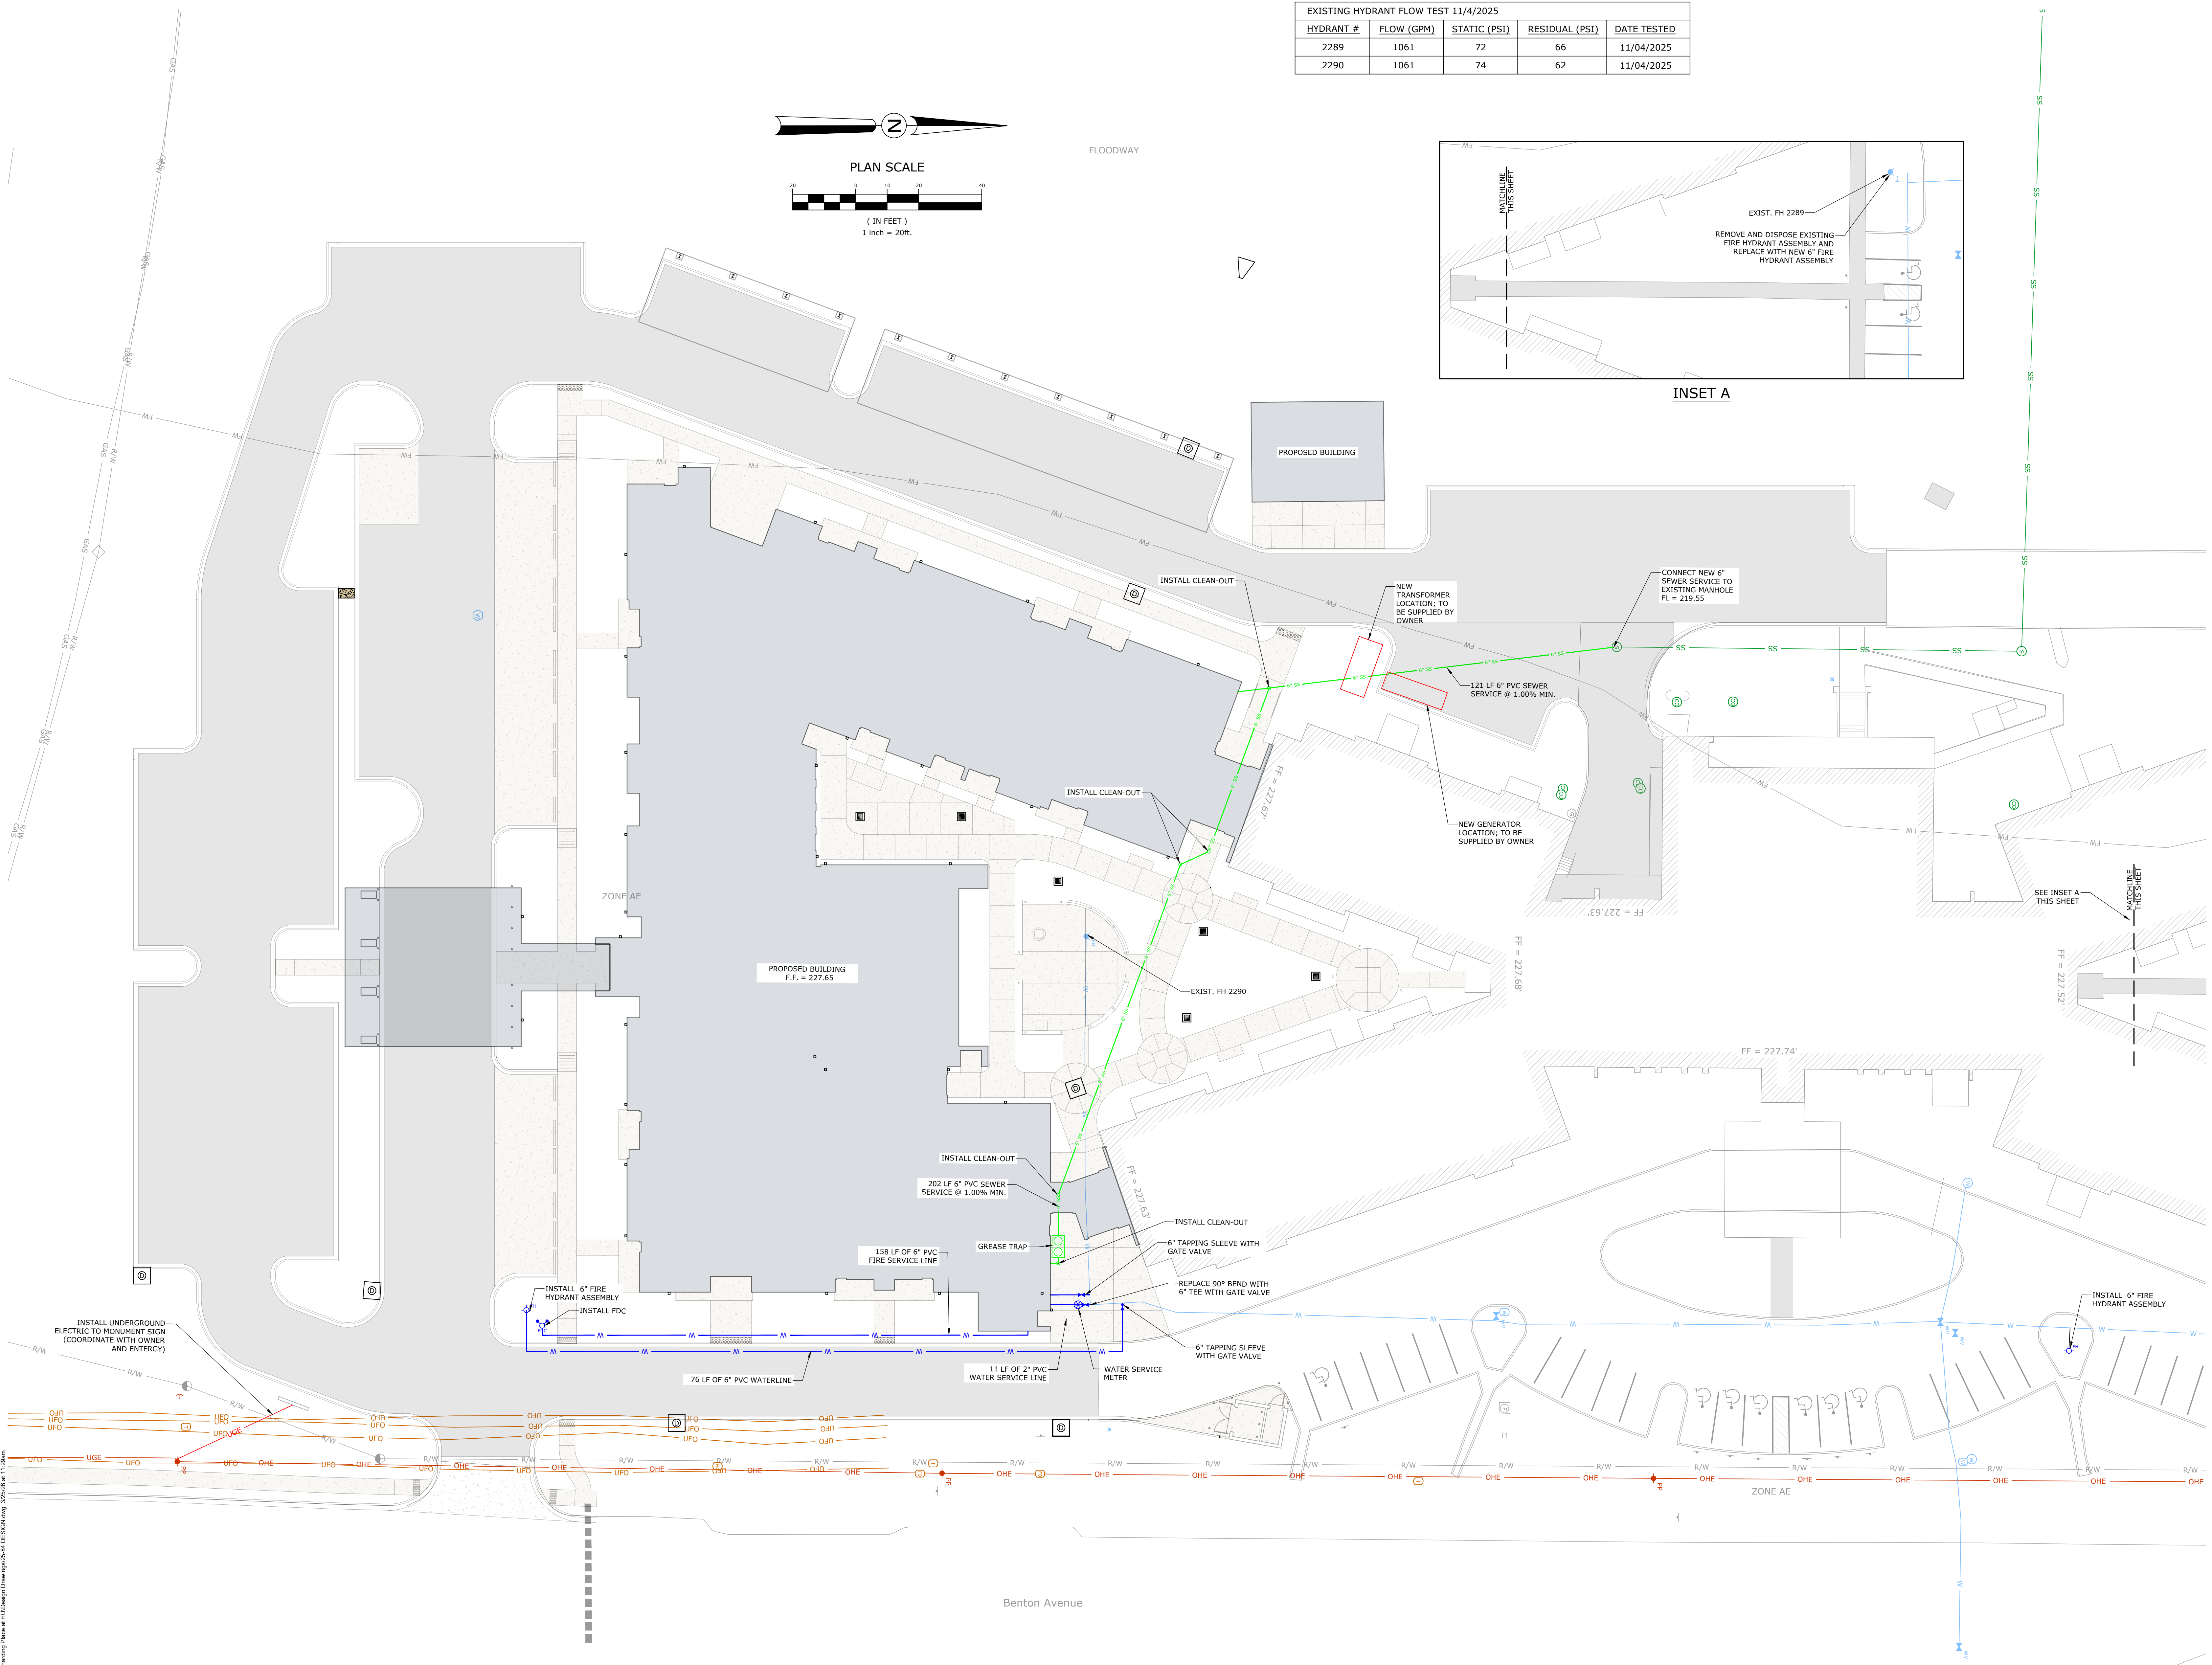 EXISTING HYDRANT FLOW TEST 11/4/2025
HYDRANT # FLOW (GPM) STATIC (PSI) RESIDUAL (PSI) DATE TESTED
2289 1061 72 66 11/04/2025
2290 1061 74 62 11/04/2025
N
FLOODWAY
PLAN SCALE
20 0 10 20 40
( IN FEET )
1 inch = 20ft.
MATCHLINE
THIS SHEET
EXIST. FH 2289
REMOVE AND DISPOSE EXISTING
FIRE HYDRANT ASSEMBLY AND
REPLACE WITH NEW 6" FIRE
HYDRANT ASSEMBLY
INSET A
PROPOSED BUILDING
INSTALL CLEAN-OUT
NEW
TRANSFORMER
LOCATION; TO
BE SUPPLIED BY
OWNER
CONNECT NEW 6"
SEWER SERVICE TO
EXISTING MANHOLE
FL = 219.55
121 LF 6" PVC SEWER
SERVICE @ 1.00% MIN.
INSTALL CLEAN-OUT
FF = 227.67'
NEW GENERATOR
LOCATION; TO BE
SUPPLIED BY OWNER
ZONE AE
FF = 227.63'
SEE INSET A
THIS SHEET
MATCHLINE
THIS SHEET
PROPOSED BUILDING
F.F. = 227.65
EXIST. FH 2290
FF = 227.68'
FF = 227.52'
FF = 227.74'
INSTALL CLEAN-OUT
202 LF 6" PVC SEWER
SERVICE @ 1.00% MIN.
FF = 227.63'
INSTALL CLEAN-OUT
GREASE TRAP
6" TAPPING SLEEVE WITH
GATE VALVE
158 LF OF 6" PVC
FIRE SERVICE LINE
REPLACE 90° BEND WITH
6" TEE WITH GATE VALVE
INSTALL 6" FIRE
HYDRANT ASSEMBLY
INSTALL FDC
INSTALL 6" FIRE
HYDRANT ASSEMBLY
INSTALL UNDERGROUND
ELECTRIC TO MONUMENT SIGN
(COORDINATE WITH OWNER
AND ENTERGY)
6" TAPPING SLEEVE
WITH GATE VALVE
11 LF OF 2" PVC
WATER SERVICE LINE
WATER SERVICE
METER
76 LF OF 6" PVC WATERLINE
ZONE AE
Benton Avenue